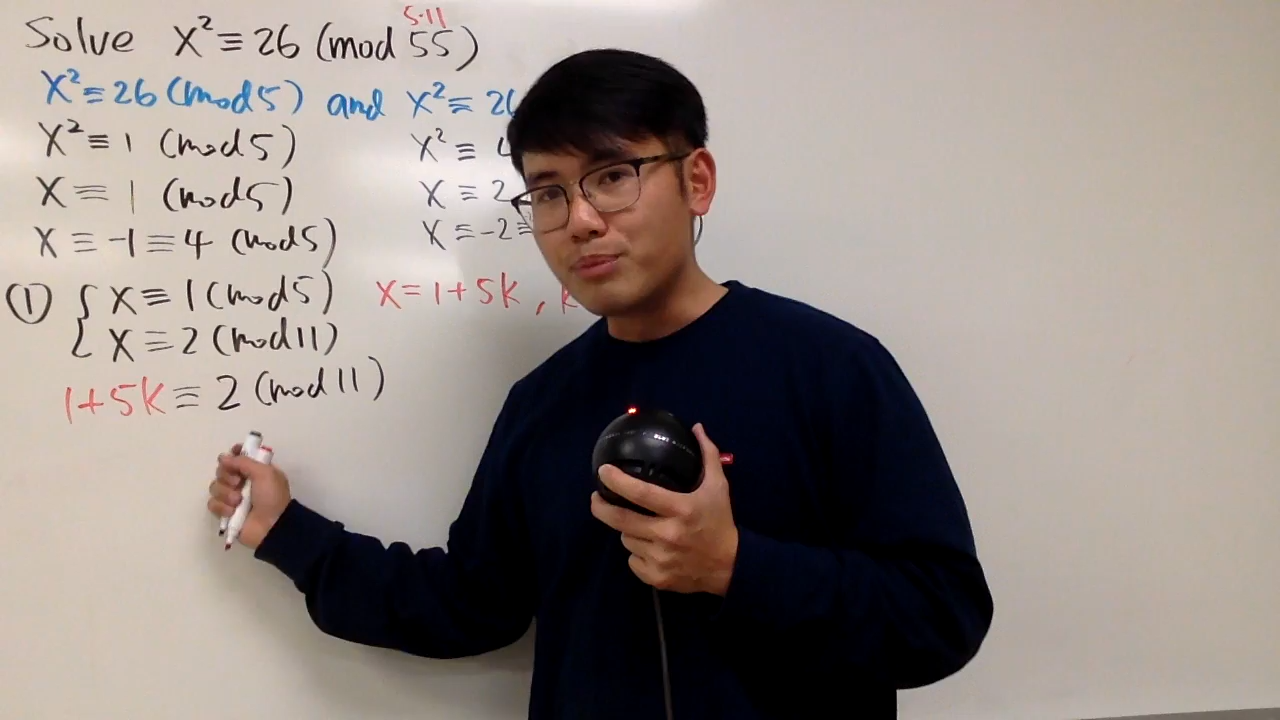 5·11
Solve x² ≡ 26 (mod 55)
x² ≡ 26 (mod 5) and x² ≡ 26
x² ≡ 1 (mod 5)
x² ≡
x ≡ 1 (mod 5)
x ≡ 2
x ≡ -1 ≡ 4 (mod 5)
x ≡ -2 ≡
① { x ≡ 1 (mod 5)
x = 1 + 5k ,
x ≡ 2 (mod 11)
1 + 5k ≡ 2 (mod 11)